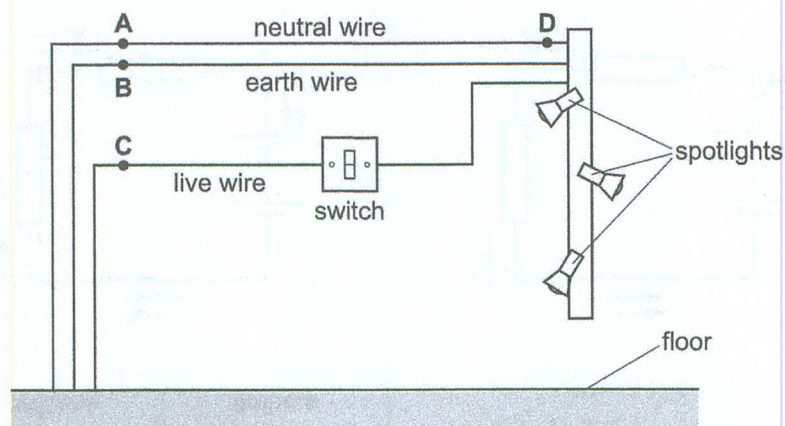 A
neutral wire
D
B
earth wire
C
live wire
switch
spotlights
floor